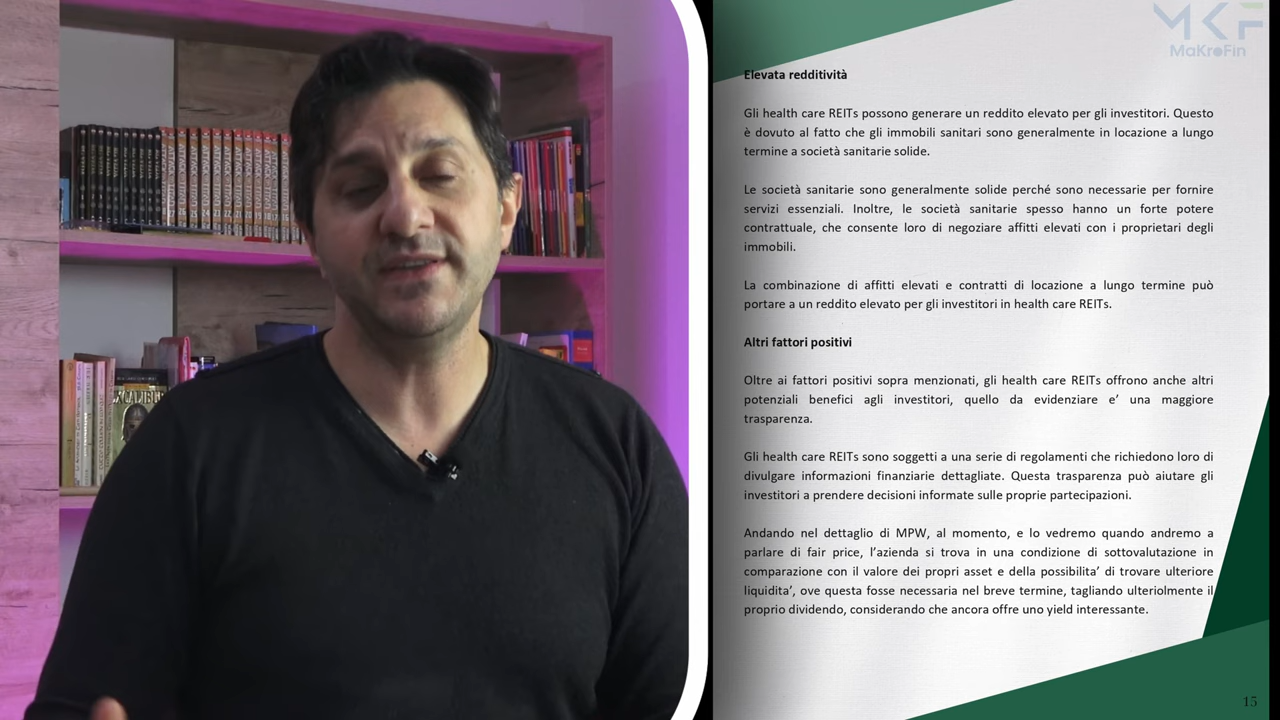 MKF
MaKroFin
Elevata redditività
Gli health care REITs possono generare un reddito elevato per gli investitori. Questo
è dovuto al fatto che gli immobili sanitari sono generalmente in locazione a lungo
termine a società sanitarie solide.
Le società sanitarie sono generalmente solide perché sono necessarie per fornire
servizi essenziali. Inoltre, le società sanitarie spesso hanno un forte potere
contrattuale, che consente loro di negoziare affitti elevati con i proprietari degli
immobili.
La combinazione di affitti elevati e contratti di locazione a lungo termine può
portare a un reddito elevato per gli investitori in health care REITs.
Altri fattori positivi
Oltre ai fattori positivi sopra menzionati, gli health care REITs offrono anche altri
potenziali benefici agli investitori, quello da evidenziare e’ una maggiore
trasparenza.
Gli health care REITs sono soggetti a una serie di regolamenti che richiedono loro di
divulgare informazioni finanziarie dettagliate. Questa trasparenza può aiutare gli
investitori a prendere decisioni informate sulle proprie partecipazioni.
Andando nel dettaglio di MPW, al momento, e lo vedremo quando andremo a
parlare di fair price, l’azienda si trova in una condizione di sottovalutazione in
comparazione con il valore dei propri asset e della possibilita’ di trovare ulteriore
liquidita’, ove questa fosse necessaria nel breve termine, tagliando ulteriolmente il
proprio dividendo, considerando che ancora offre uno yield interessante.
15